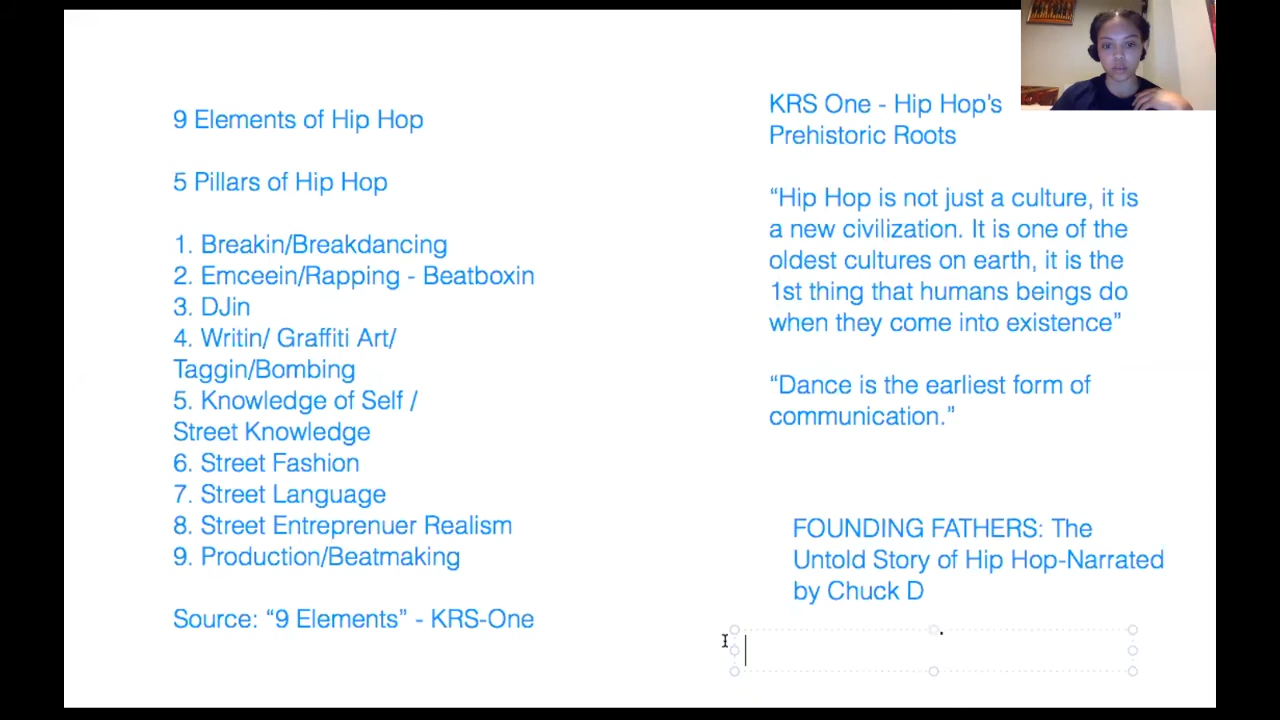 9 Elements of Hip Hop
5 Pillars of Hip Hop
1. Breakin/Breakdancing
2. Emceein/Rapping - Beatboxin
3. DJin
4. Writin/ Graffiti Art/
Taggin/Bombing
5. Knowledge of Self /
Street Knowledge
6. Street Fashion
7. Street Language
8. Street Entreprenuer Realism
9. Production/Beatmaking
Source: “9 Elements” - KRS-One
KRS One - Hip Hop’s
Prehistoric Roots
“Hip Hop is not just a culture, it is
a new civilization. It is one of the
oldest cultures on earth, it is the
1st thing that humans beings do
when they come into existence”
“Dance is the earliest form of
communication.”
FOUNDING FATHERS: The
Untold Story of Hip Hop-Narrated
by Chuck D